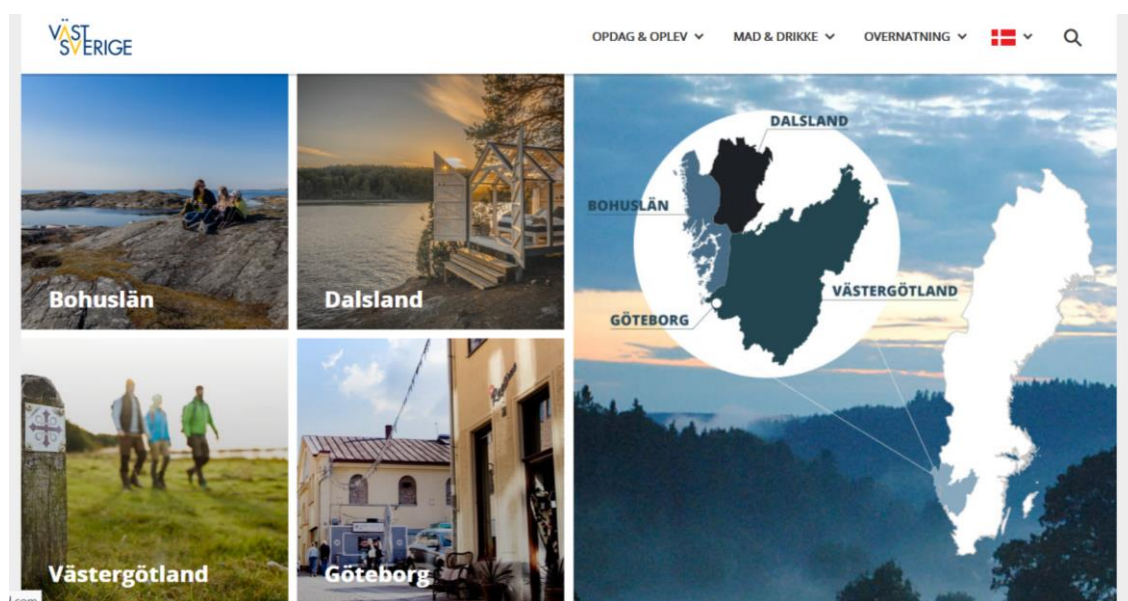 VÄST
SVERIGE
OPDAG & OPLEV
MAD & DRIKKE
OVERNATNING
Bohuslän
Dalsland
Västergötland
Göteborg
DALSLAND
BOHUSLÄN
VÄSTERGÖTLAND
GÖTEBORG